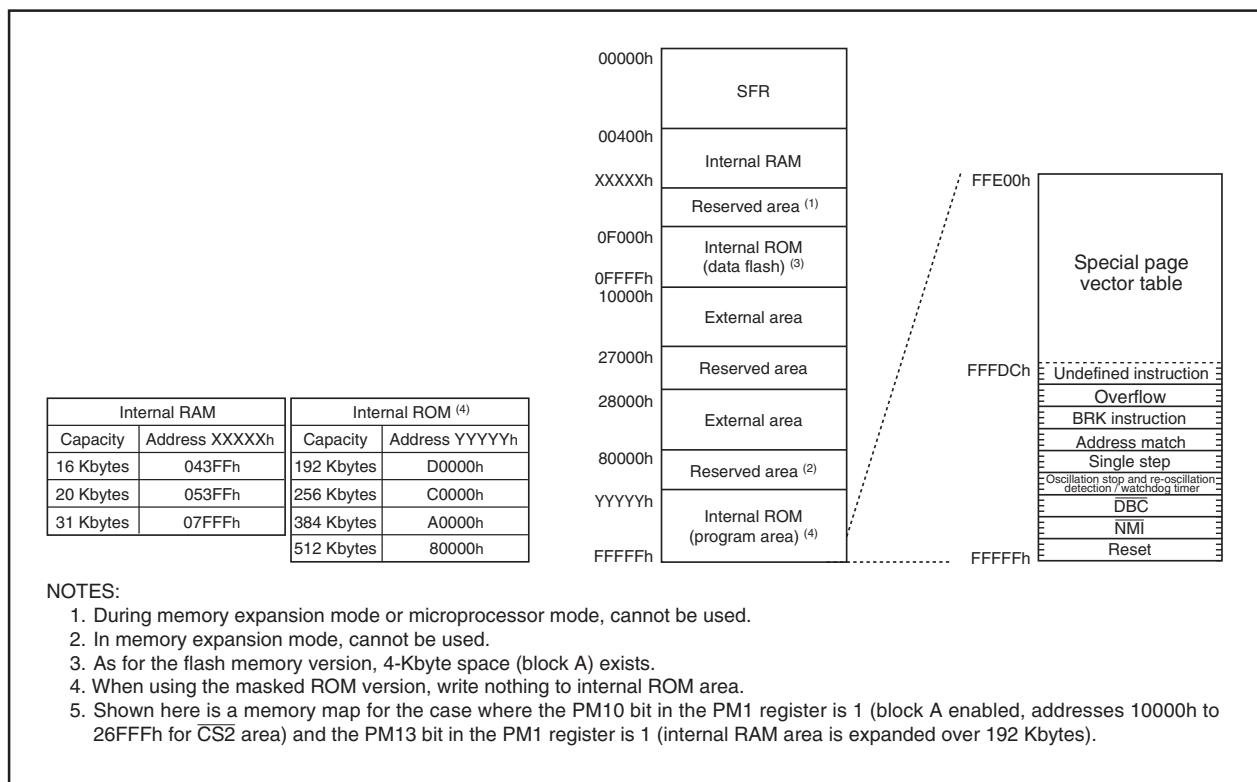 00000h
SFR
00400h
Internal RAM
XXXXXh
Reserved area (1)
0F000h
Internal ROM
(data flash) (3)
0FFFFh
10000h
External area
27000h
Reserved area
28000h
External area
80000h
Reserved area (2)
YYYYYh
Internal ROM
(program area) (4)
FFFFFh
FFE00h
Special page
vector table
FFFDCh
Undefined instruction
Overflow
BRK instruction
Address match
Single step
Oscillation stop and re-oscillation
detection / watchdog timer
DBC
NMI
Reset
FFFFFh
Internal RAM
Capacity Address XXXXXh
16 Kbytes 043FFh
20 Kbytes 053FFh
31 Kbytes 07FFFh
Internal ROM (4)
Capacity Address YYYYYh
192 Kbytes D0000h
256 Kbytes C0000h
384 Kbytes A0000h
512 Kbytes 80000h
NOTES:
1. During memory expansion mode or microprocessor mode, cannot be used.
2. In memory expansion mode, cannot be used.
3. As for the flash memory version, 4-Kbyte space (block A) exists.
4. When using the masked ROM version, write nothing to internal ROM area.
5. Shown here is a memory map for the case where the PM10 bit in the PM1 register is 1 (block A enabled, addresses 10000h to
26FFFh for CS2 area) and the PM13 bit in the PM1 register is 1 (internal RAM area is expanded over 192 Kbytes).